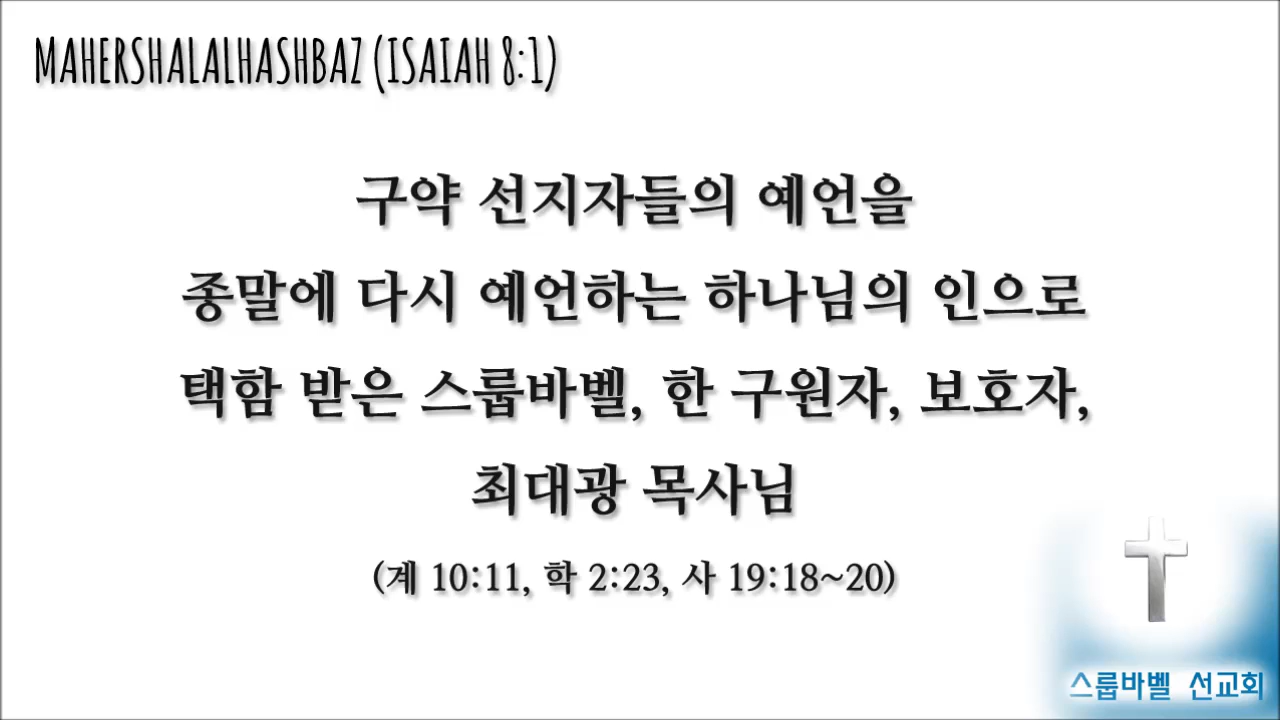 MAHERSHALALHASHBAZ (ISAIAH 8:1)
구약 선지자들의 예언을
종말에 다시 예언하는 하나님의 인으로
택함 받은 스룹바벨, 한 구원자, 보호자,
최대광 목사님
(계 10:11, 학 2:23, 사 19:18~20)
스룹바벨 선교회